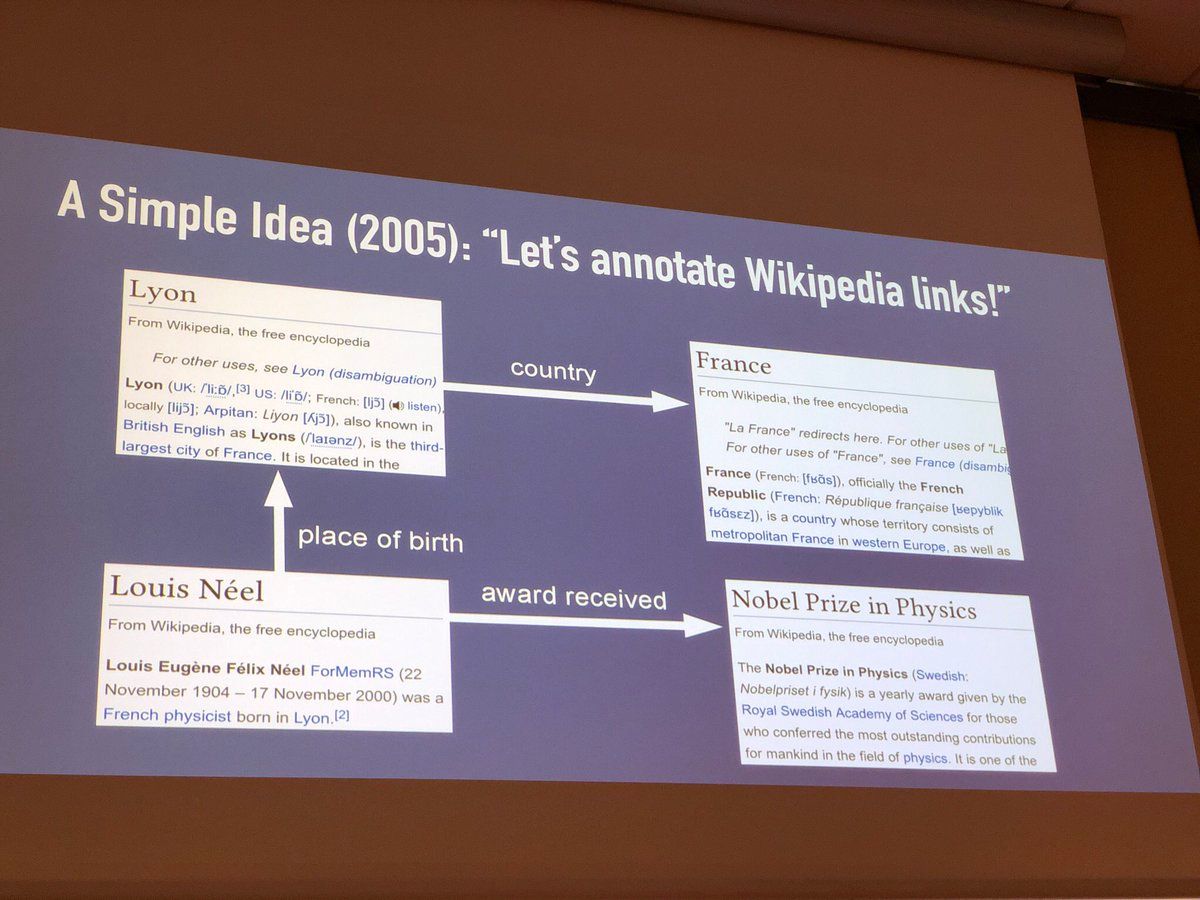 A Simple Idea (2005): “Let’s annotate Wikipedia links!”
Lyon
From Wikipedia, the free encyclopedia
For other uses, see Lyon (disambiguation)
Lyon (UK: /ˈliːɒ̃/,[3] US: /liˈɒ̃/; French: [ljɔ̃] (listen),
locally [lijɔ̃]; Arpitan: Liyon [ʎjɔ̃]), also known in
British English as Lyons (/ˈlaɪənz/), is the third-
largest city of France. It is located in the
country
France
From Wikipedia, the free encyclopedia
"La France" redirects here. For other uses of "La
For other uses of "France", see France (disambig
France (French: [fʁɑ̃s]), officially the French
Republic (French: République française [ʁepyblik
fʁɑ̃sɛz]), is a country whose territory consists of
metropolitan France in western Europe, as well as
place of birth
Louis Néel
From Wikipedia, the free encyclopedia
Louis Eugène Félix Néel ForMemRS (22
November 1904 – 17 November 2000) was a
French physicist born in Lyon.[2]
award received
Nobel Prize in Physics
From Wikipedia, the free encyclopedia
The Nobel Prize in Physics (Swedish:
Nobelpriset i fysik) is a yearly award given by the
Royal Swedish Academy of Sciences for those
who conferred the most outstanding contributions
for mankind in the field of physics. It is one of the